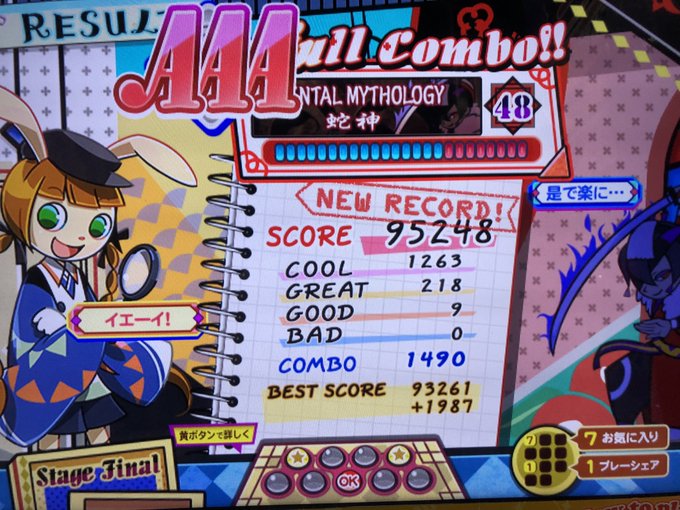 RESULT
AAA
Full Combo!!
ENTAL MYTHOLOGY
蛇神
48
NEW RECORD!
SCORE 95248
COOL 1263
GREAT 218
GOOD 9
BAD 0
COMBO 1490
BEST SCORE 93261
+1987
イエーイ!
是で楽に…
黄ボタンで詳しく
Stage Final
OK
7
7 お気に入り
1
1 プレーシェア